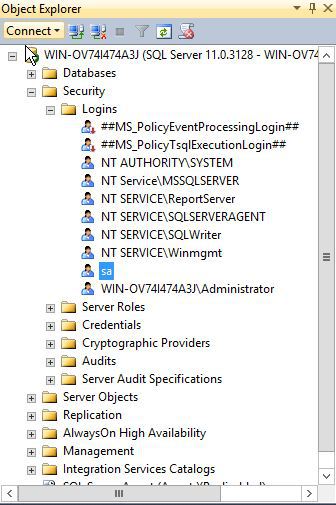 Object Explorer
Connect
WIN-OV74I474A3J (SQL Server 11.0.3128 - WIN-OV74
Databases
Security
Logins
##MS_PolicyEventProcessingLogin##
##MS_PolicyTsqlExecutionLogin##
NT AUTHORITY\SYSTEM
NT Service\MSSQLSERVER
NT SERVICE\ReportServer
NT SERVICE\SQLSERVERAGENT
NT SERVICE\SQLWriter
NT SERVICE\Winmgmt
sa
WIN-OV74I474A3J\Administrator
Server Roles
Credentials
Cryptographic Providers
Audits
Server Audit Specifications
Server Objects
Replication
AlwaysOn High Availability
Management
Integration Services Catalogs